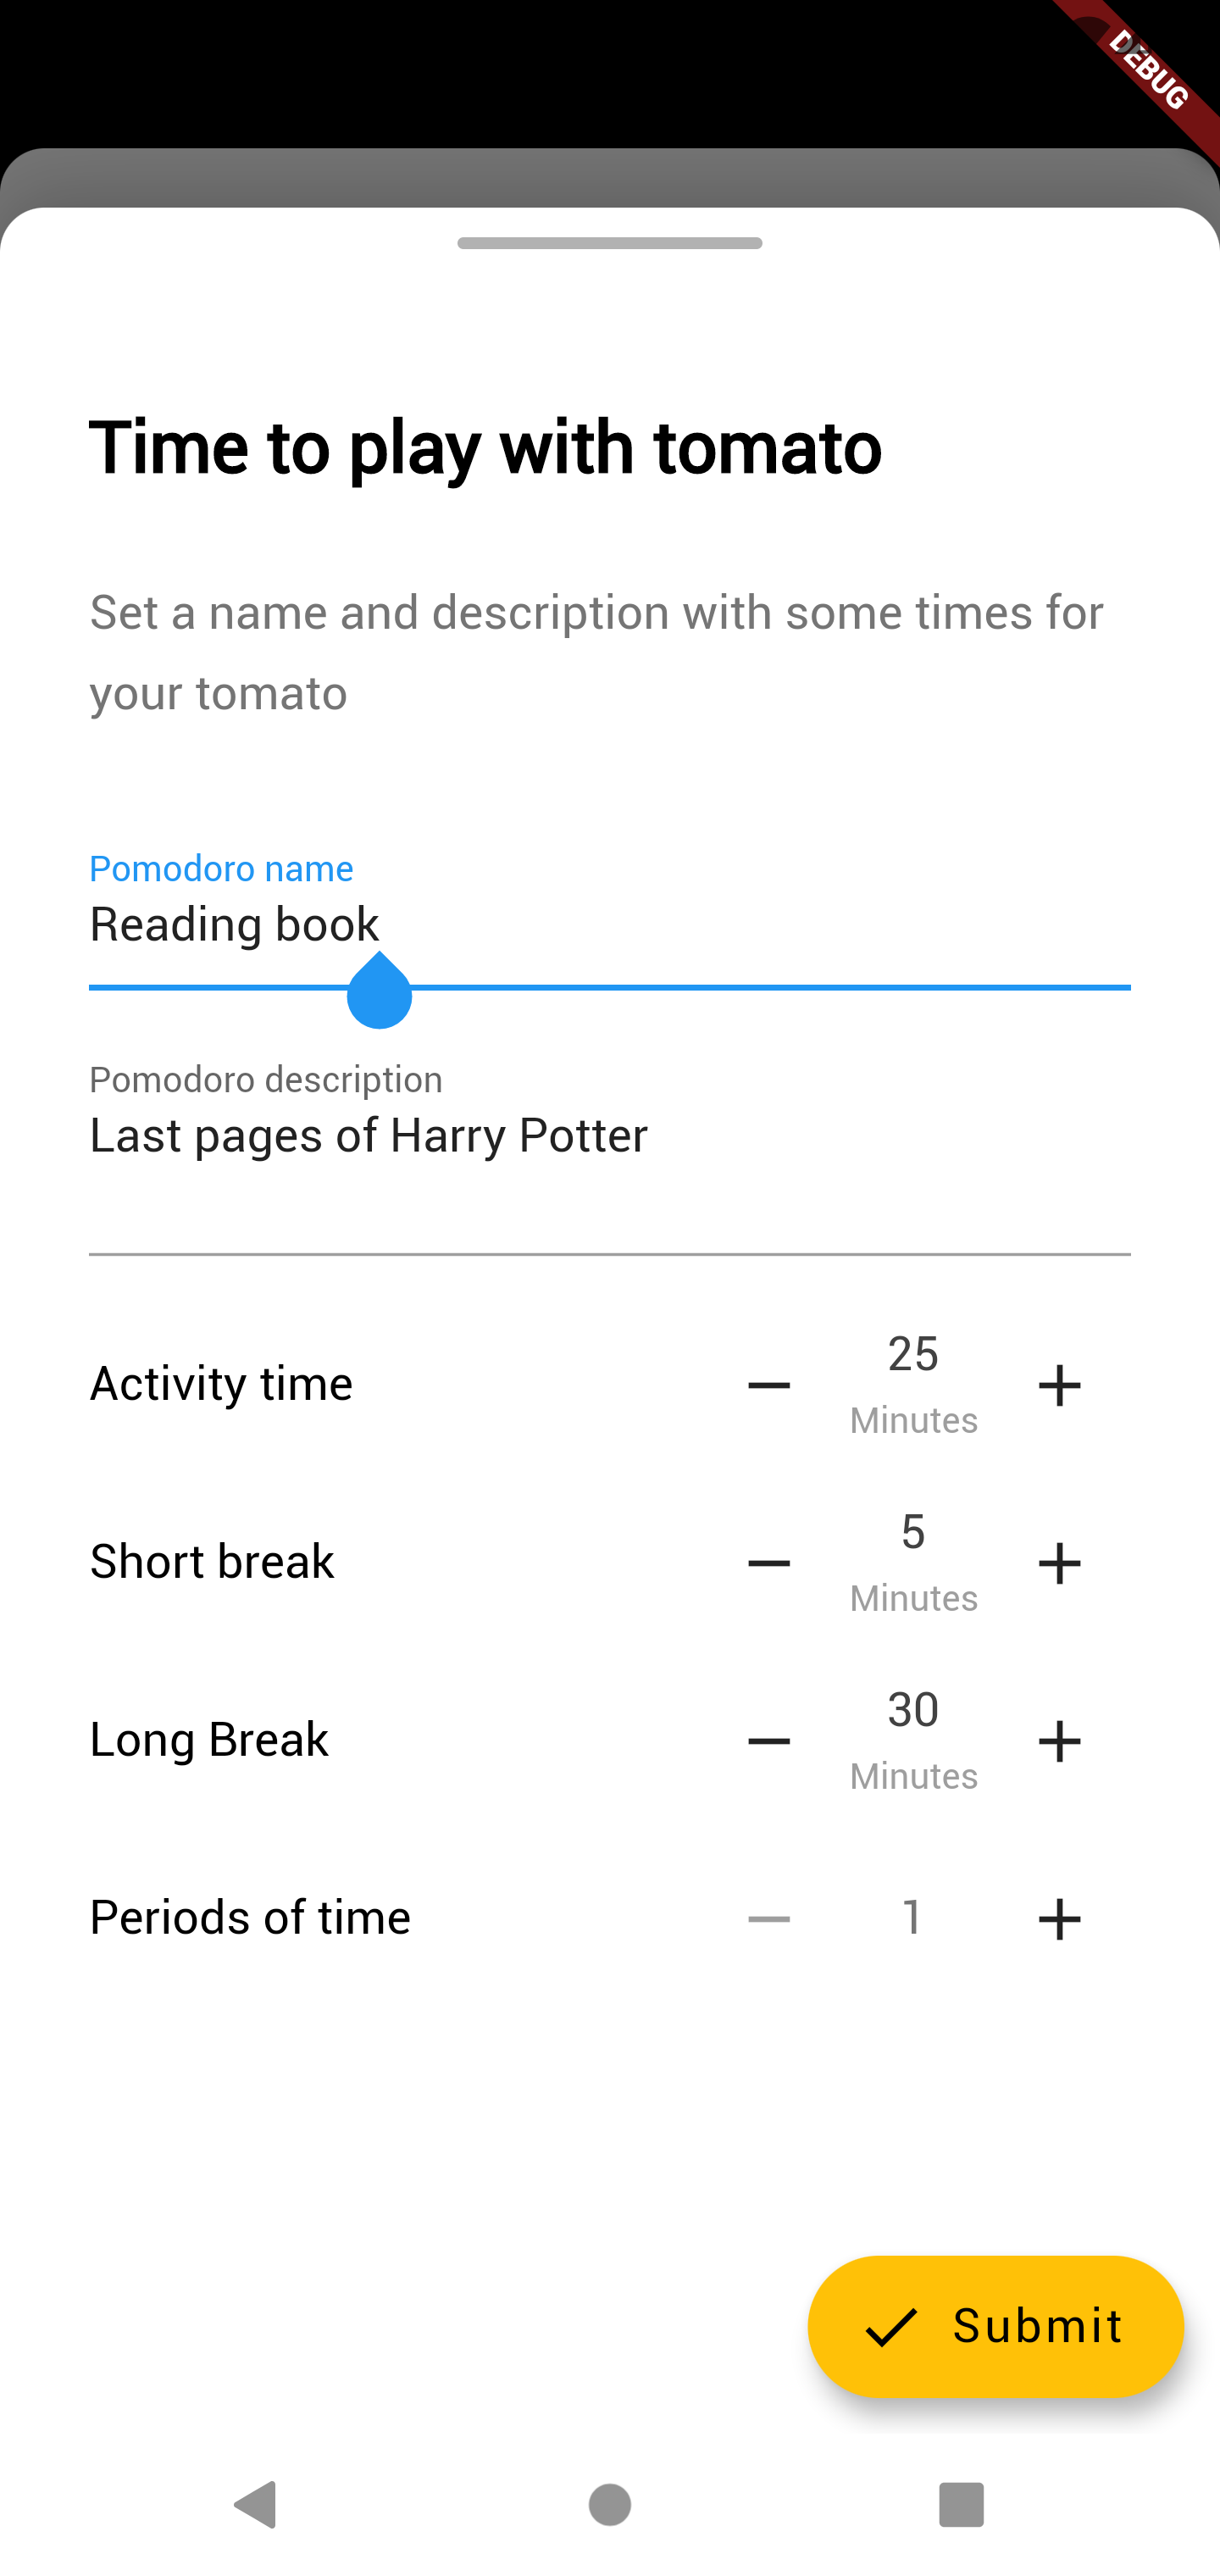 DEBUG
Time to play with tomato
Set a name and description with some times for
your tomato
Pomodoro name
Reading book
Pomodoro description
Last pages of Harry Potter
Activity time
25
Minutes
Short break
5
Minutes
Long Break
30
Minutes
Periods of time
1
Submit